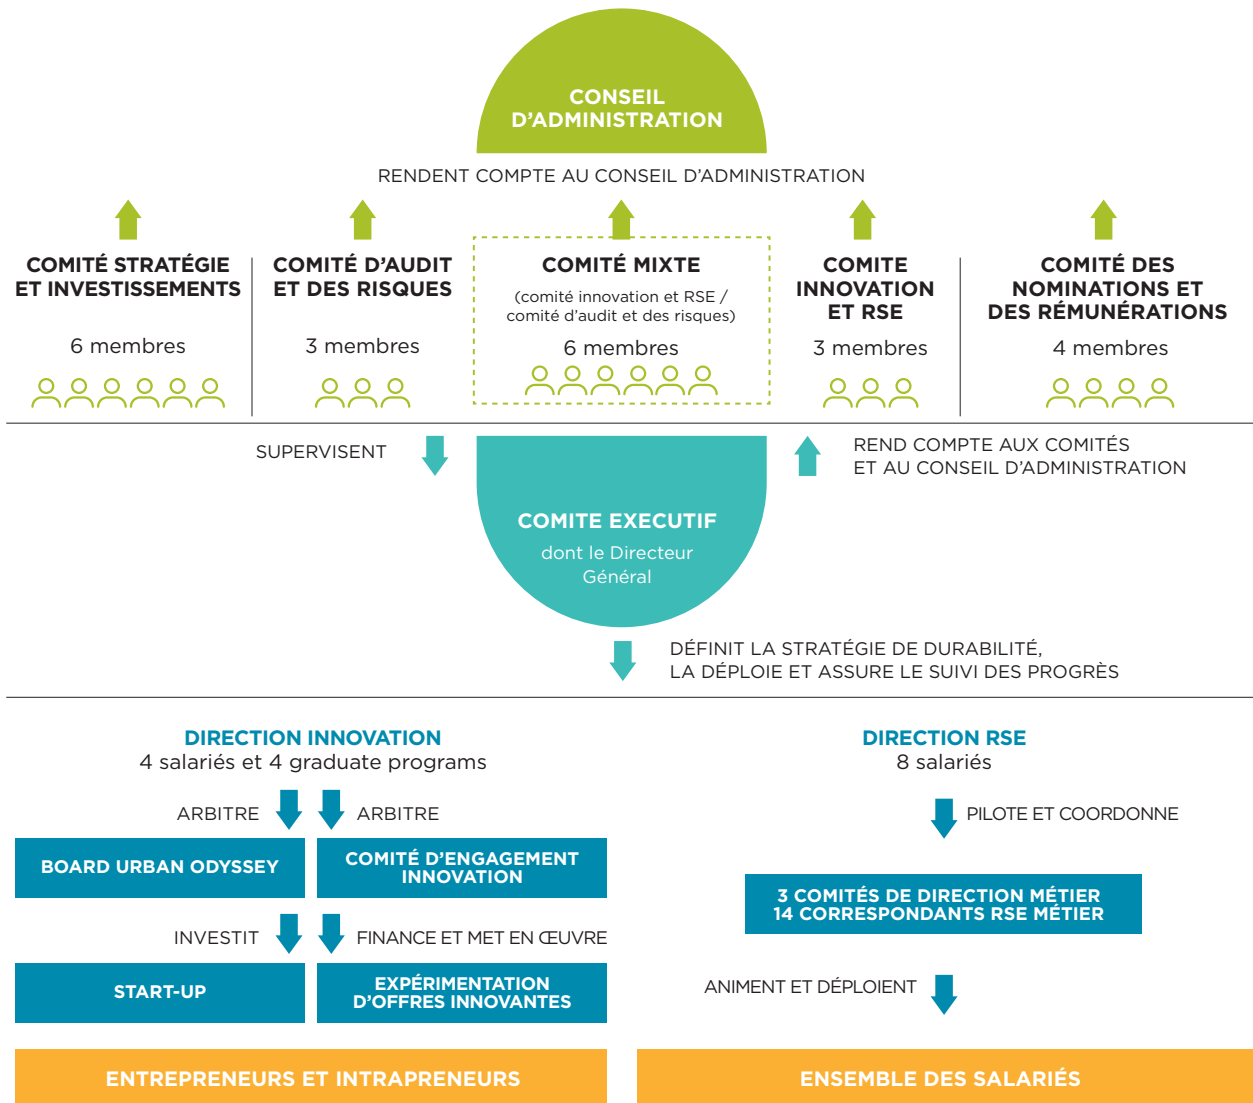 CONSEIL
D'ADMINISTRATION
RENDENT COMPTE AU CONSEIL D'ADMINISTRATION
COMITÉ STRATÉGIE
ET INVESTISSEMENTS
6 membres
COMITÉ D'AUDIT
ET DES RISQUES
3 membres
COMITÉ MIXTE
(comité innovation et RSE /
comité d'audit et des risques)
6 membres
COMITE
INNOVATION
ET RSE
3 membres
COMITÉ DES
NOMINATIONS ET
DES RÉMUNÉRATIONS
4 membres
SUPERVISENT
REND COMPTE AUX COMITÉS
ET AU CONSEIL D'ADMINISTRATION
COMITE EXECUTIF
dont le Directeur
Général
DÉFINIT LA STRATÉGIE DE DURABILITÉ,
LA DÉPLOIE ET ASSURE LE SUIVI DES PROGRÈS
DIRECTION INNOVATION
4 salariés et 4 graduate programs
ARBITRE
ARBITRE
BOARD URBAN ODYSSEY
COMITÉ D'ENGAGEMENT
INNOVATION
INVESTIT
FINANCE ET MET EN ŒUVRE
START-UP
EXPÉRIMENTATION
D'OFFRES INNOVANTES
ENTREPRENEURS ET INTRAPRENEURS
DIRECTION RSE
8 salariés
PILOTE ET COORDONNE
3 COMITÉS DE DIRECTION MÉTIER
14 CORRESPONDANTS RSE MÉTIER
ANIMENT ET DÉPLOIENT
ENSEMBLE DES SALARIÉS